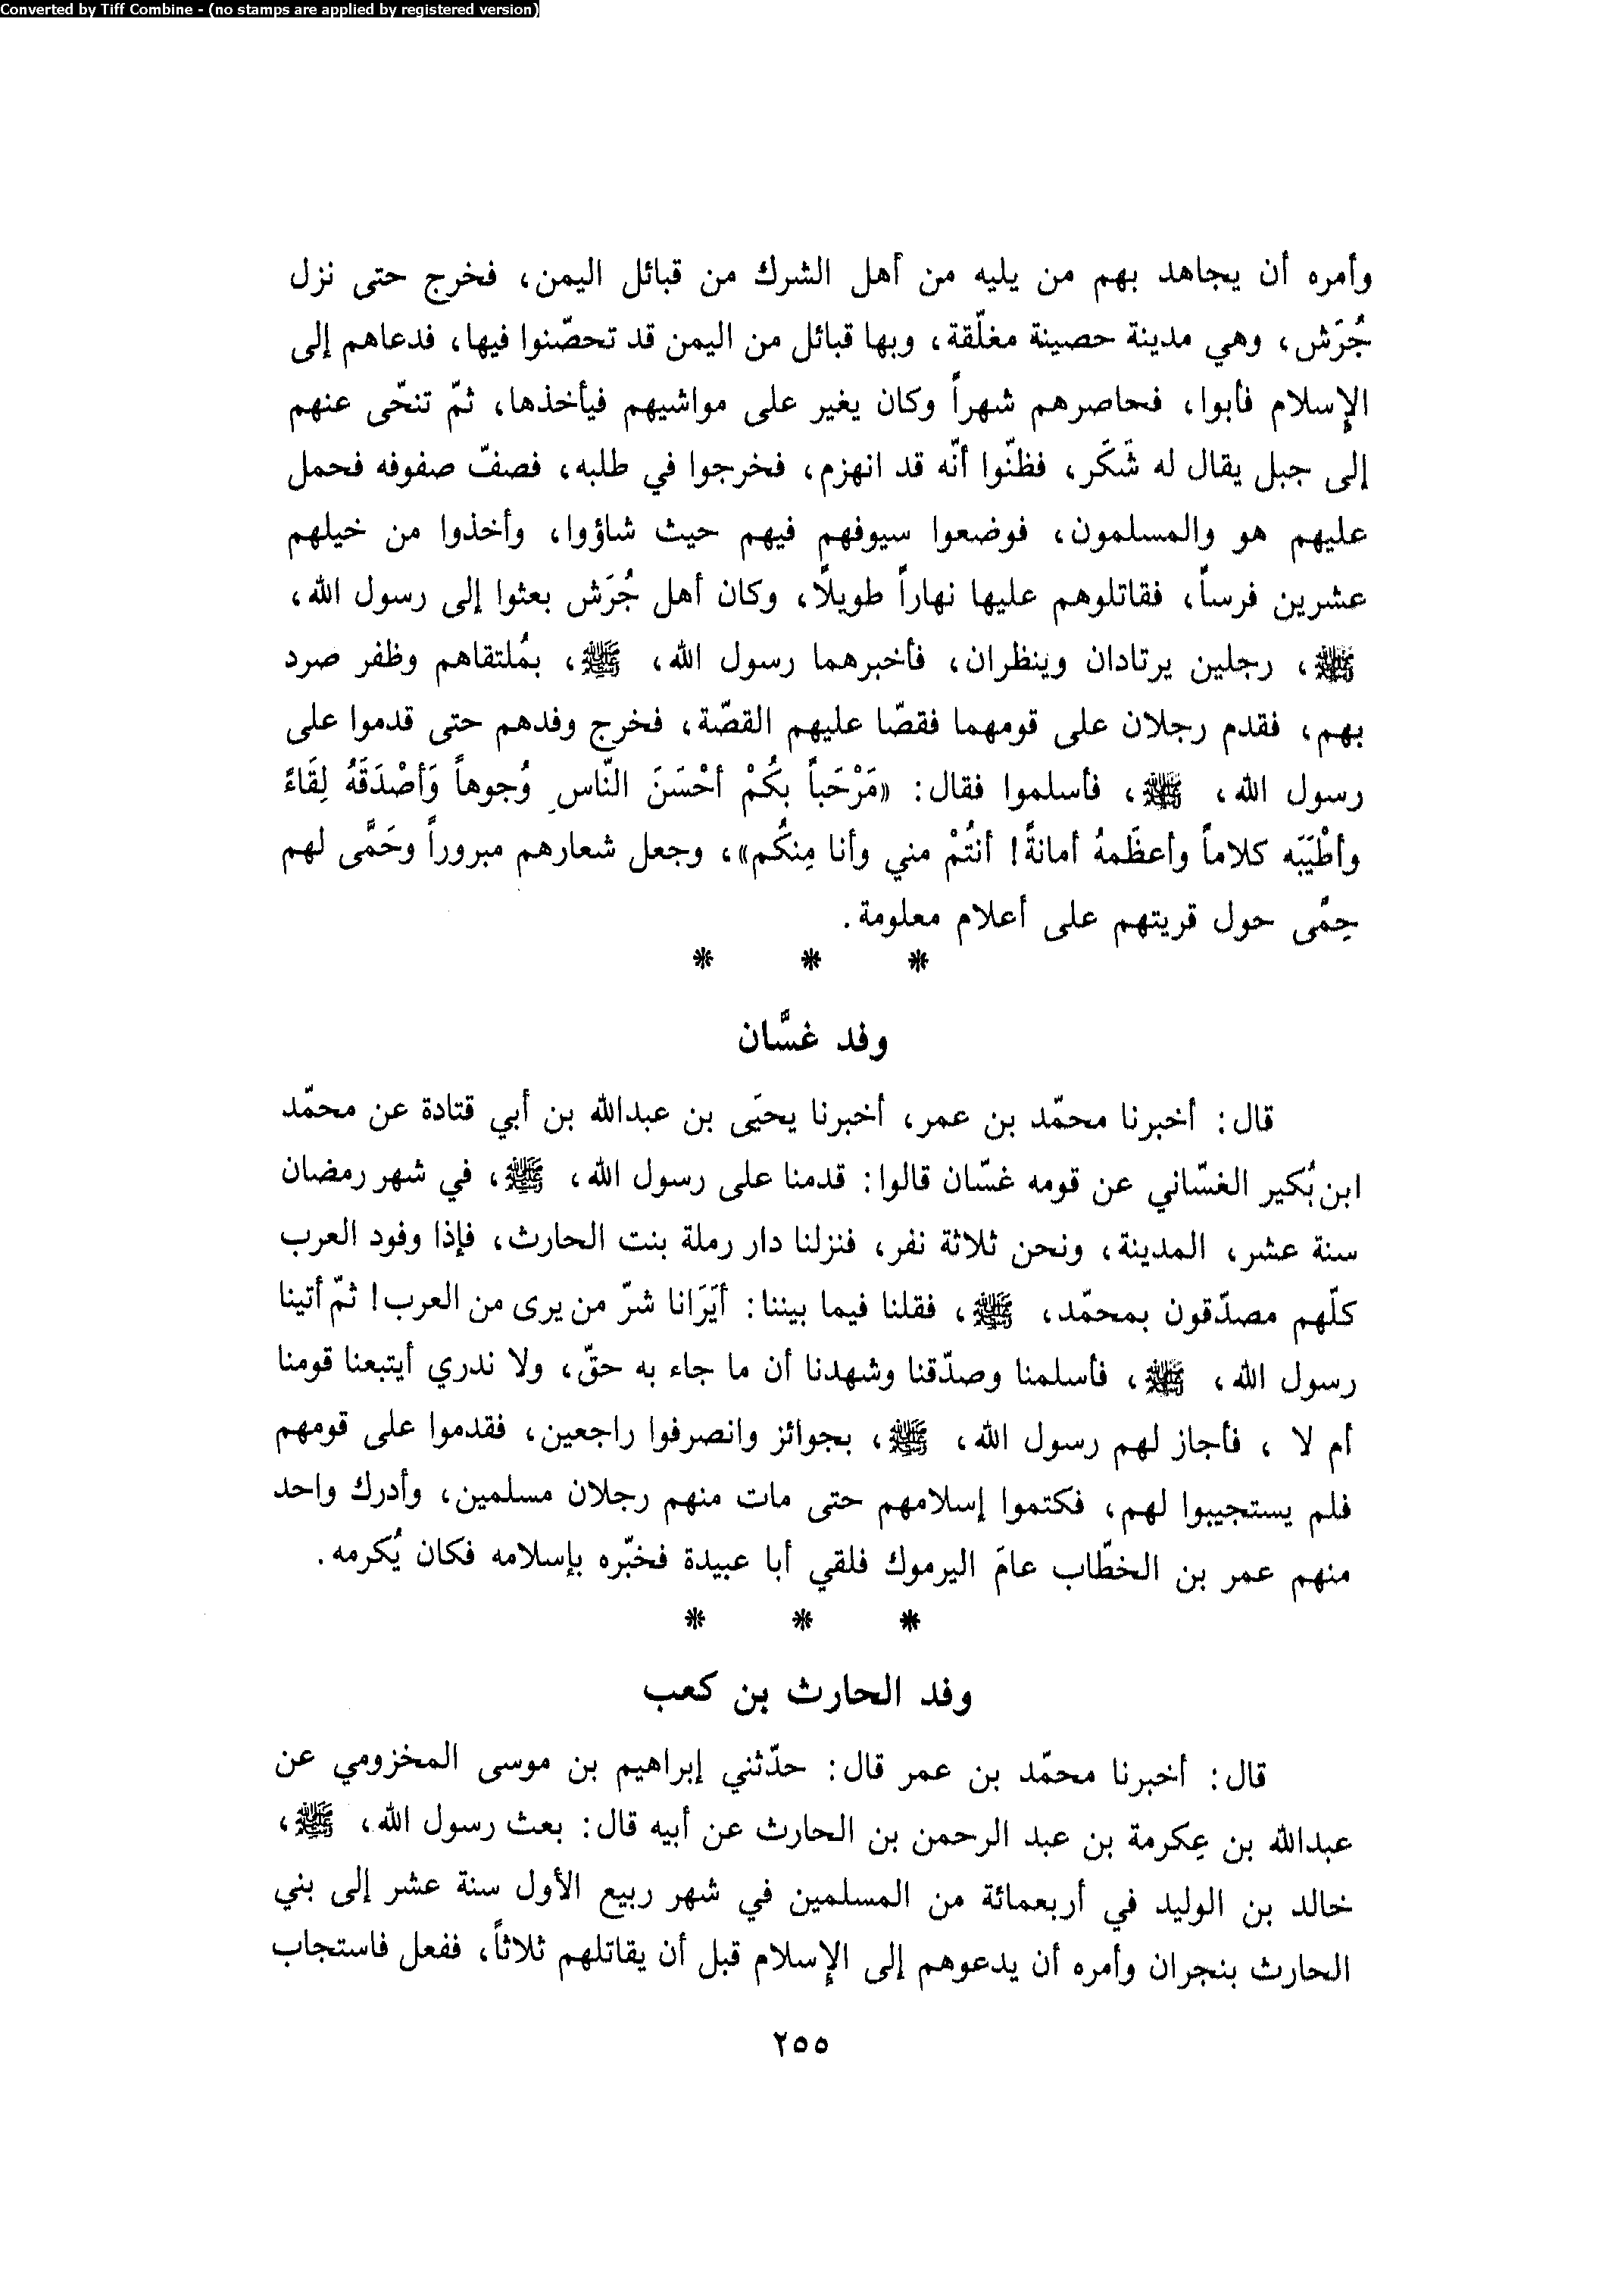 Converted by Tiff Combine - (no stamps are applied by registered version)
وأمره أن يجاهد بهم من يليه من أهل الشرك من قبائل اليمن، فخرج حتى نزل
جُرَش، وهي مدينة حصينة مغلّقة، وبها قبائل من اليمن قد تحصّنوا فيها، فدعاهم إلى
الإسلام فأبوا، فحاصرهم شهراً وكان يغير على مواشيهم فيأخذها، ثمّ تنحّى عنهم
إلى جبل يقال له شَكَر، فظنّوا أنّه قد انهزم، فخرجوا في طلبه، فصفّ صفوفه فحمل
عليهم هو والمسلمون، فوضعوا سيوفهم فيهم حيث شاؤوا، وأخذوا من خيلهم
عشرين فرساً، فقاتلوهم عليها نهاراً طويلًا، وكان أهل جُرَش بعثوا إلى رسول الله،
ﷺ، رجلين يرتادان وينظران، فأخبرهما رسول الله، ﷺ، بمُلتقاهم وظفر صرد
بهم، فقدم رجلان على قومهما فقصّا عليهم القصّة، فخرج وفدهم حتى قدموا على
رسول الله، ﷺ، فأسلموا فقال: «مَرْحَباً بكُمْ أحْسَنَ النّاسِ وُجوهاً وَأصْدَقَهُ لِقَاءً
وأطْيَبَه كلاماً وأعظَمهُ أمانةً! أنتُمْ مني وأنا مِنكُم»، وجعل شعارهم مبروراً وحَمَّى لهم
حِمًى حول قريتهم على أعلام معلومة.
* * *
وفد غسَّان
قال: أخبرنا محمّد بن عمر، أخبرنا يحيَى بن عبدالله بن أبي قتادة عن محمّد
ابن بُكير الغسّاني عن قومه غسّان قالوا: قدمنا على رسول الله، ﷺ، في شهر رمضان
سنة عشر، المدينة، ونحن ثلاثة نفر، فنزلنا دار رملة بنت الحارث، فإذا وفود العرب
كلّهم مصدّقون بمحمّد، ﷺ، فقلنا فيما بيننا: أيَرَانا شرّ من يرى من العرب! ثمّ أتينا
رسول الله، ﷺ، فأسلمنا وصدّقنا وشهدنا أن ما جاء به حقّ، ولا ندري أيتبعنا قومنا
أم لا ، فأجاز لهم رسول الله، ﷺ، بجوائز وانصرفوا راجعين، فقدموا على قومهم
فلم يستجيبوا لهم، فكتموا إسلامهم حتى مات منهم رجلان مسلمين، وأدرك واحد
منهم عمر بن الخطّاب عامَ اليرموك فلقي أبا عبيدة فخبّره بإسلامه فكان يُكرمه.
* * *
وفد الحارث بن كعب
قال: أخبرنا محمّد بن عمر قال: حدّثني إبراهيم بن موسى المخزومي عن
عبدالله بن عِكرمة بن عبد الرحمن بن الحارث عن أبيه قال: بعث رسول الله، ﷺ،
خالد بن الوليد في أربعمائة من المسلمين في شهر ربيع الأول سنة عشر إلى بني
الحارث بنجران وأمره أن يدعوهم إلى الإسلام قبل أن يقاتلهم ثلاثاً، ففعل فاستجاب
٢٥٥